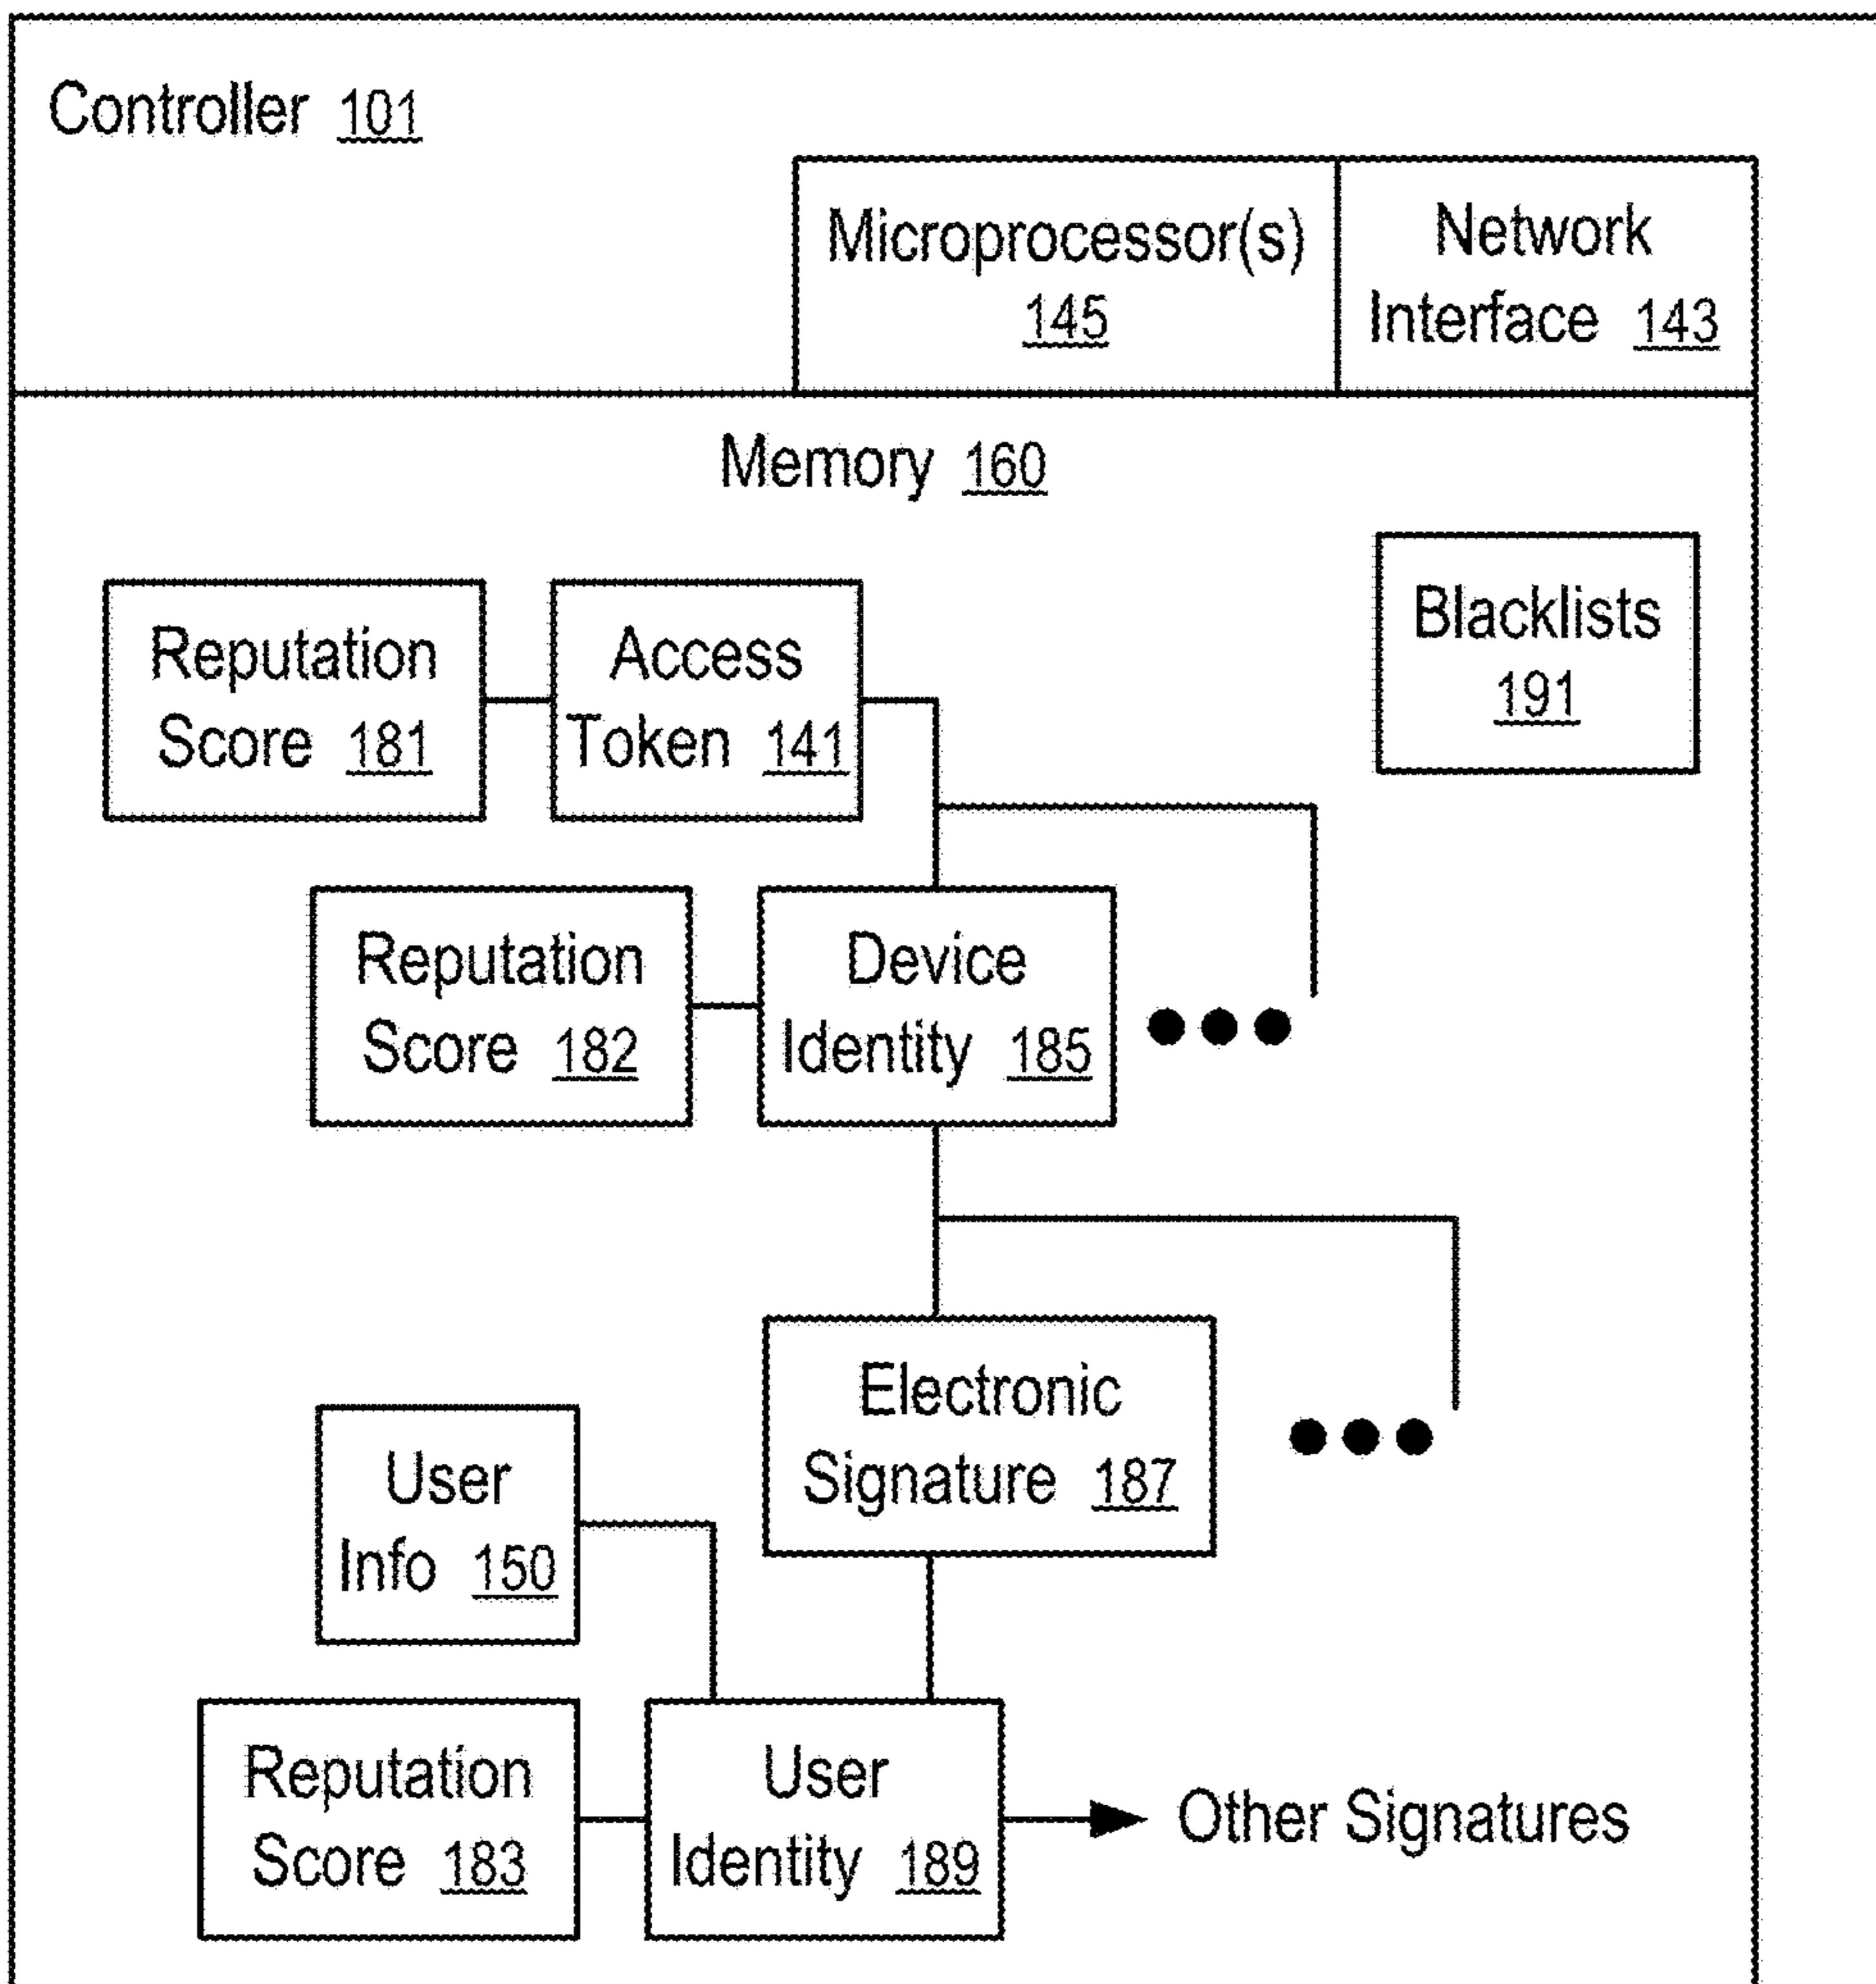 Controller 101
Microprocessor(s)
145
Network
Interface 143
Memory 160
Blacklists
191
Reputation
Score 181
Access
Token 141
Reputation
Score 182
Device
Identity 185
Electronic
Signature 187
User
Info 150
Reputation
Score 183
User
Identity 189
Other Signatures